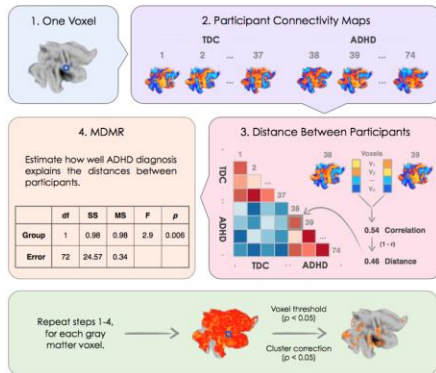 1. One Voxel
2. Participant Connectivity Maps
TDC
ADHD
1 2 ... 37 38 39 ... 74
4. MDMR
Estimate how well ADHD diagnosis
explains the distances between
participants.
df SS MS F p
Group 1 0.98 0.98 2.9 0.006
Error 72 24.57 0.34
3. Distance Between Participants
1
2
...
37
38
39
...
74
TDC
ADHD
TDC
ADHD
38
Voxels
39
V₁
V₂
...
0.54 Correlation
(1 - r)
0.46 Distance
Repeat steps 1-4,
for each gray
matter voxel.
Voxel threshold
(p < 0.05)
Cluster correction
(p < 0.05)